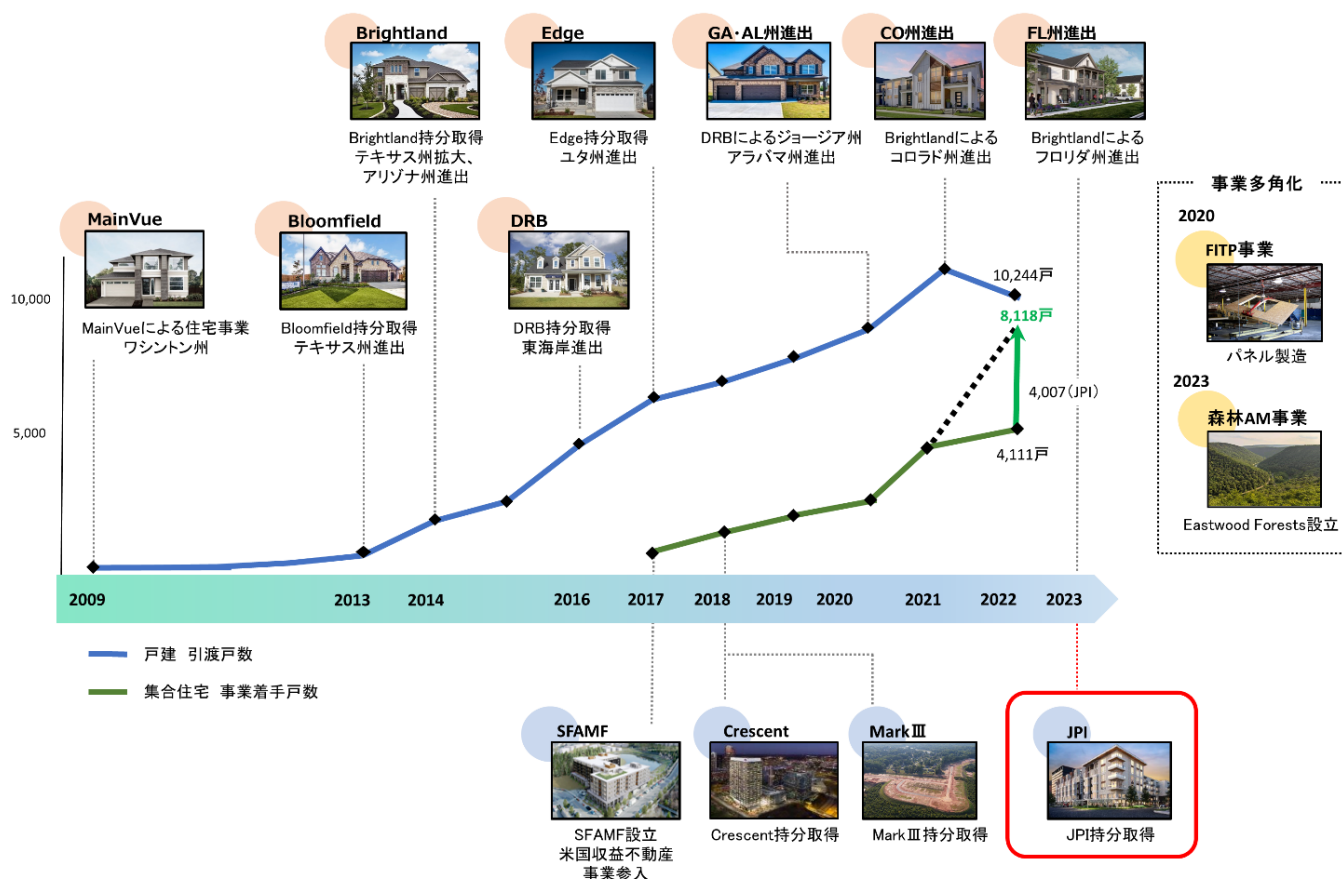 Brightland
Brightland持分取得
テキサス州拡大、
アリゾナ州進出
Edge
Edge持分取得
ユタ州進出
GA・AL州進出
DRBによるジョージア州
アラバマ州進出
CO州進出
Brightlandによる
コロラド州進出
FL州進出
Brightlandによる
フロリダ州進出
MainVue
MainVueによる住宅事業
ワシントン州
Bloomfield
Bloomfield持分取得
テキサス州進出
DRB
DRB持分取得
東海岸進出
事業多角化
2020
FITP事業
パネル製造
2023
森林AM事業
Eastwood Forests設立
10,000
5,000
10,244戸
8,118戸
4,007(JPI)
4,111戸
2009
2013
2014
2016
2017
2018
2019
2020
2021
2022
2023
戸建 引渡戸数
集合住宅 事業着手戸数
SFAMF
SFAMF設立
米国収益不動産
事業参入
Crescent
Crescent持分取得
MarkⅢ
MarkⅢ持分取得
JPI
JPI持分取得